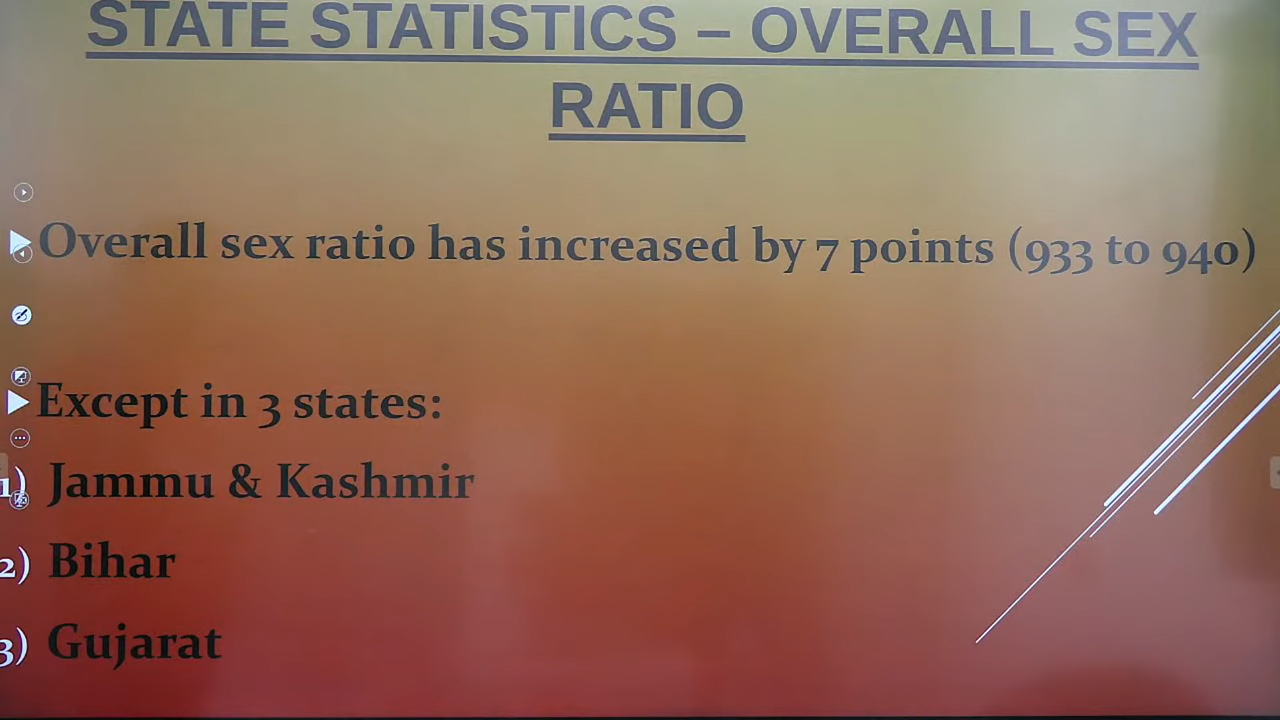 STATE STATISTICS – OVERALL SEX
RATIO
Overall sex ratio has increased by 7 points (933 to 940)
Except in 3 states:
1) Jammu & Kashmir
2) Bihar
3) Gujarat